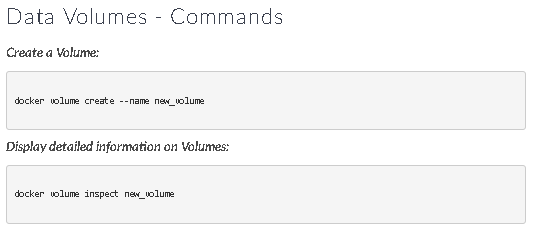 Data Volumes - Commands
Create a Volume:
docker volume create --name new_volume
Display detailed information on Volumes:
docker volume inspect new_volume